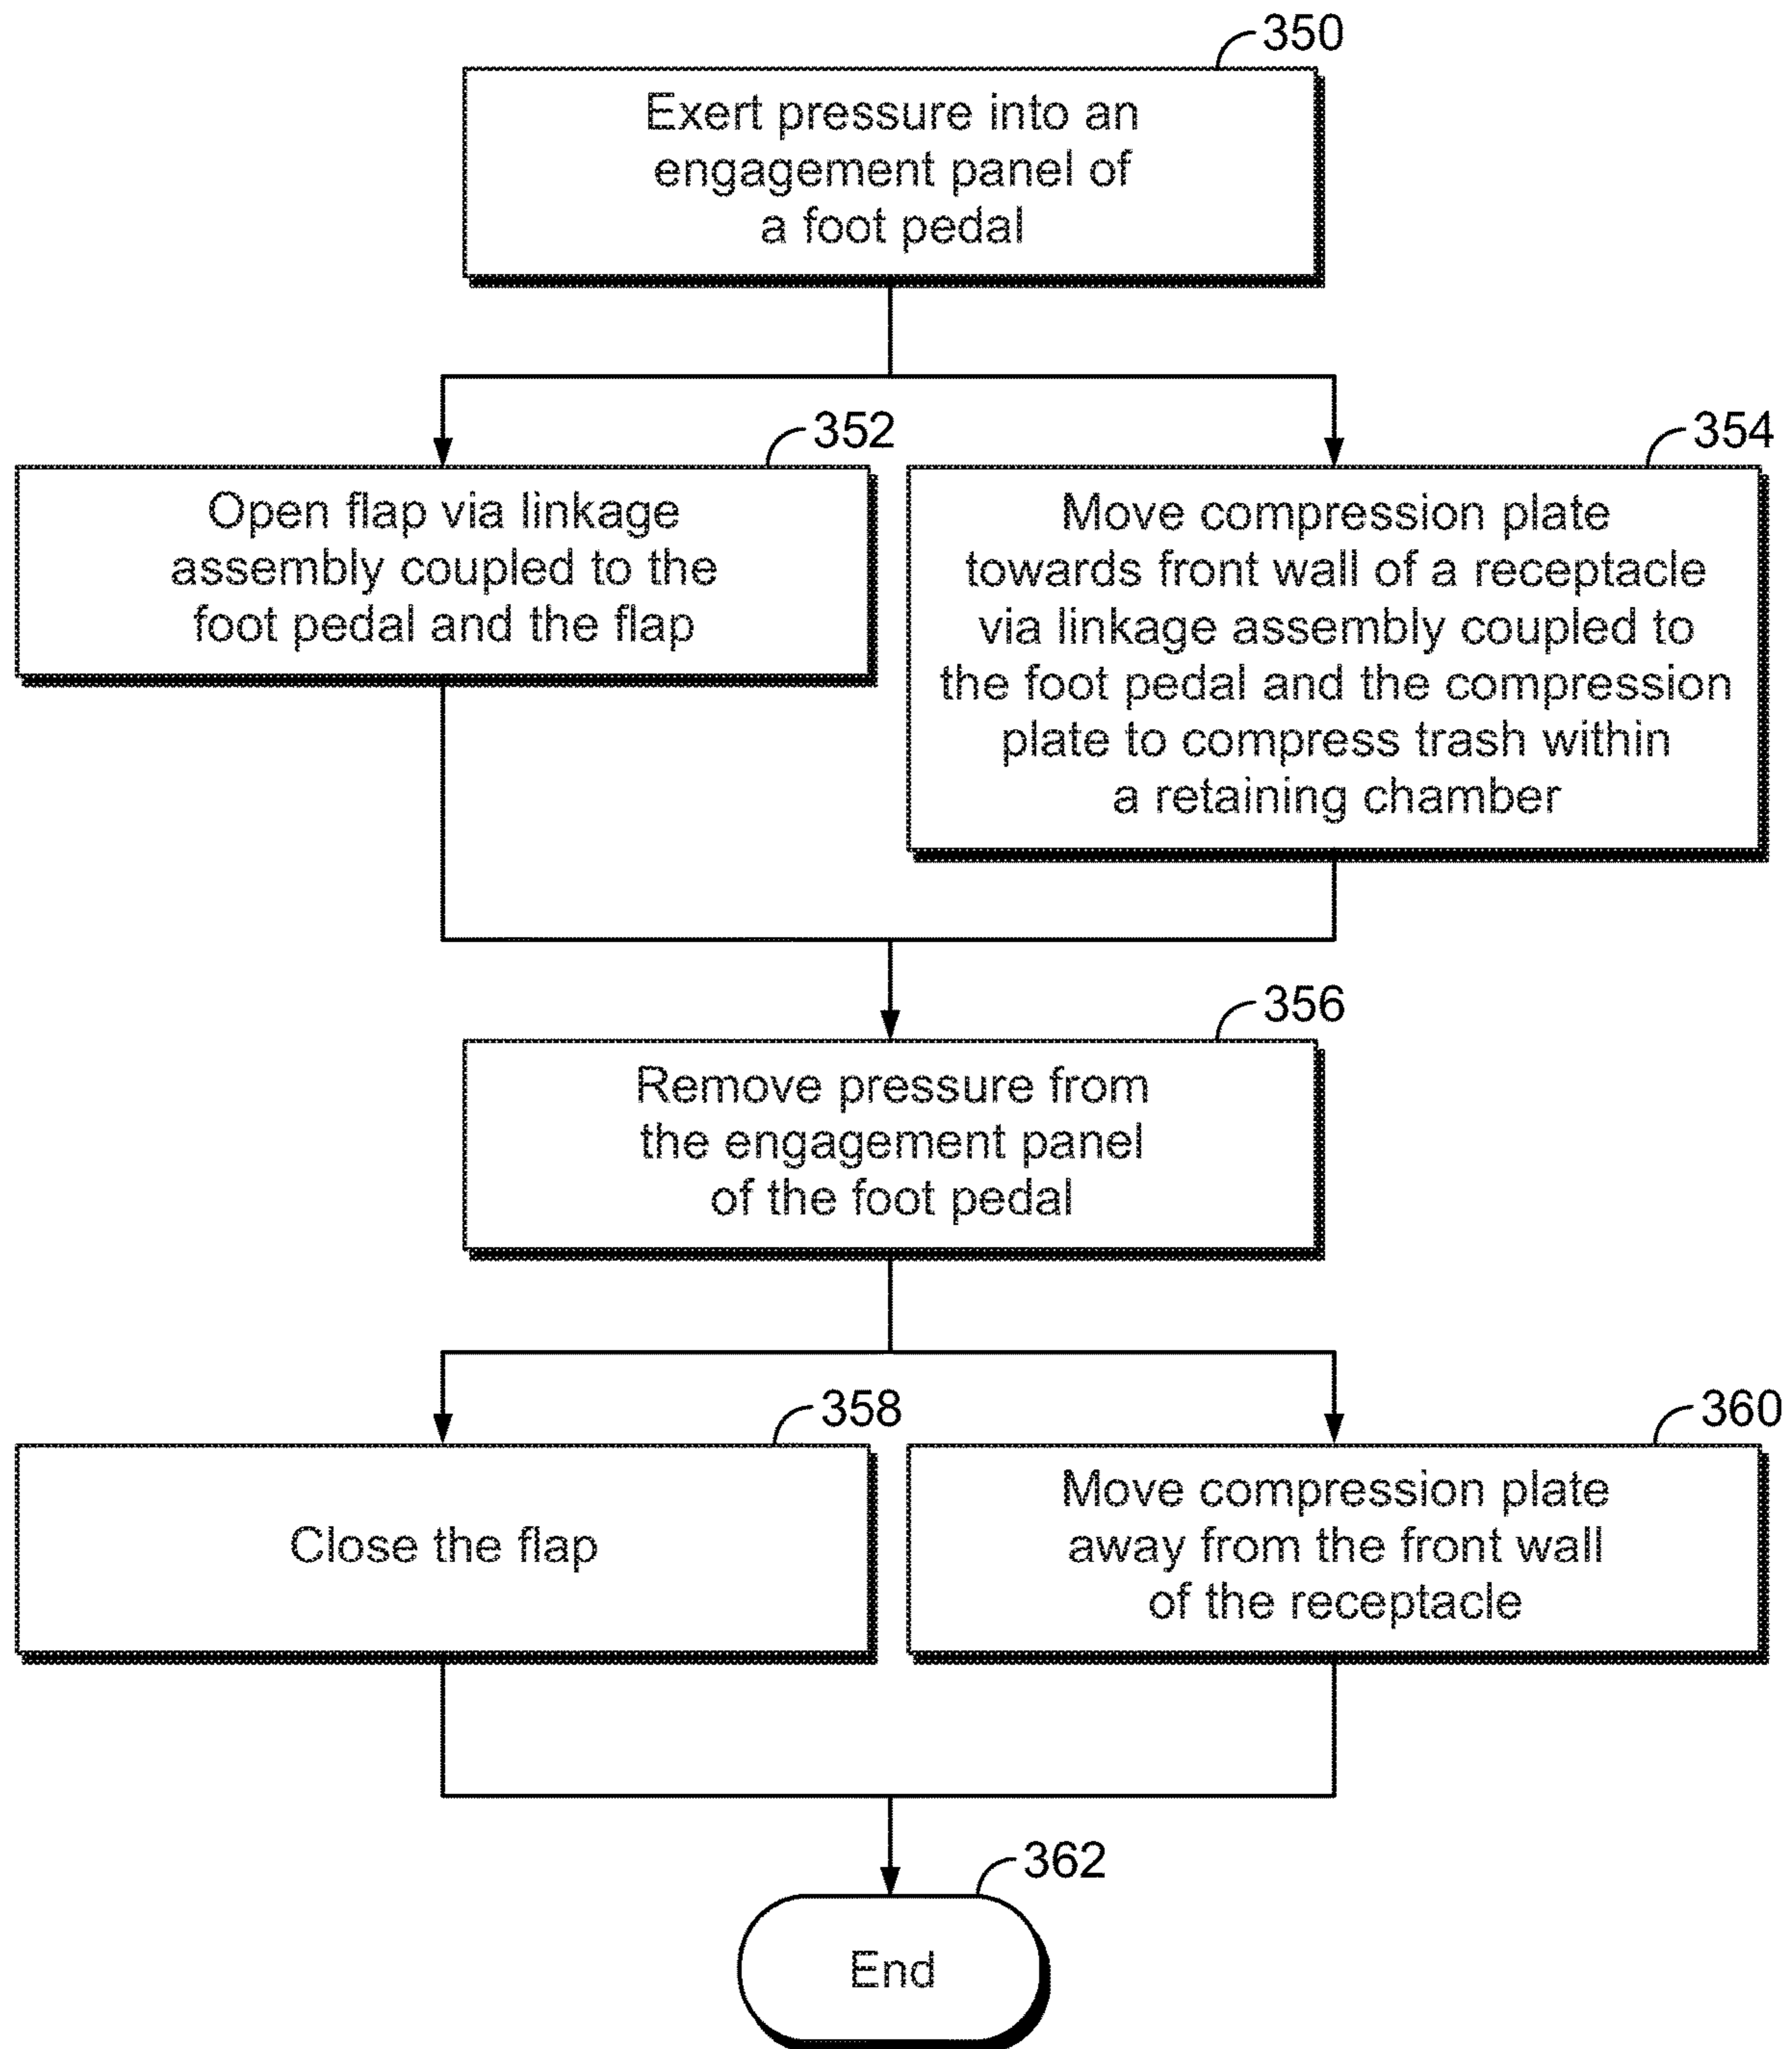 350
Exert pressure into an
engagement panel of
a foot pedal
352
Open flap via linkage
assembly coupled to the
foot pedal and the flap
354
Move compression plate
towards front wall of a receptacle
via linkage assembly coupled to
the foot pedal and the compression
plate to compress trash within
a retaining chamber
356
Remove pressure from
the engagement panel
of the foot pedal
358
Close the flap
360
Move compression plate
away from the front wall
of the receptacle
362
End